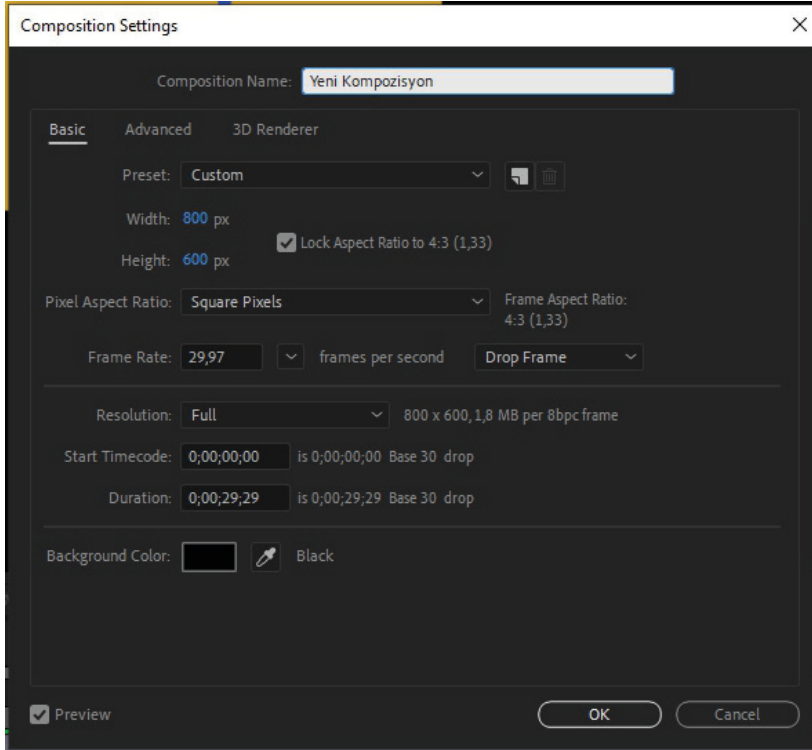 Composition Settings
Composition Name: Yeni Kompozisyon
Basic Advanced 3D Renderer
Preset: Custom
Width: 800 px
Lock Aspect Ratio to 4:3 (1,33)
Height: 600 px
Pixel Aspect Ratio: Square Pixels
Frame Aspect Ratio:
4:3 (1,33)
Frame Rate: 29,97 frames per second Drop Frame
Resolution: Full 800 x 600, 1,8 MB per 8bpc frame
Start Timecode: 0;00;00;00 is 0;00;00;00 Base 30 drop
Duration: 0;00;29;29 is 0;00;29;29 Base 30 drop
Background Color: Black
Preview OK Cancel